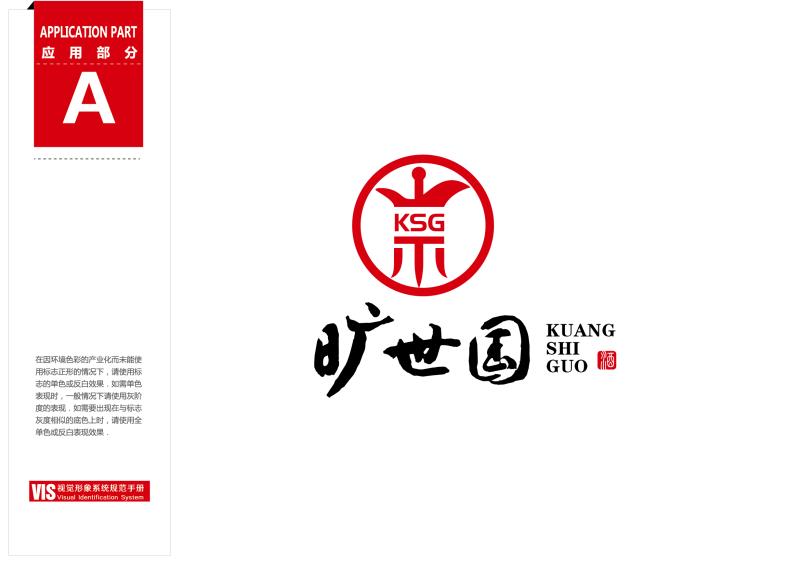 APPLICATION PART
应用部分
A
在因环境色彩的产业化而未能使
用标志正形的情况下，请使用标
志的单色或反白效果．如需单色
表现时，一般情况下请使用灰阶
度的表现．如需要出现在与标志
灰度相似的底色上时，请使用全
单色或反白表现效果．
VIS 视觉形象系统规范手册
Visual Identification System
KSG
旷世国
KUANG
SHI
GUO
酒